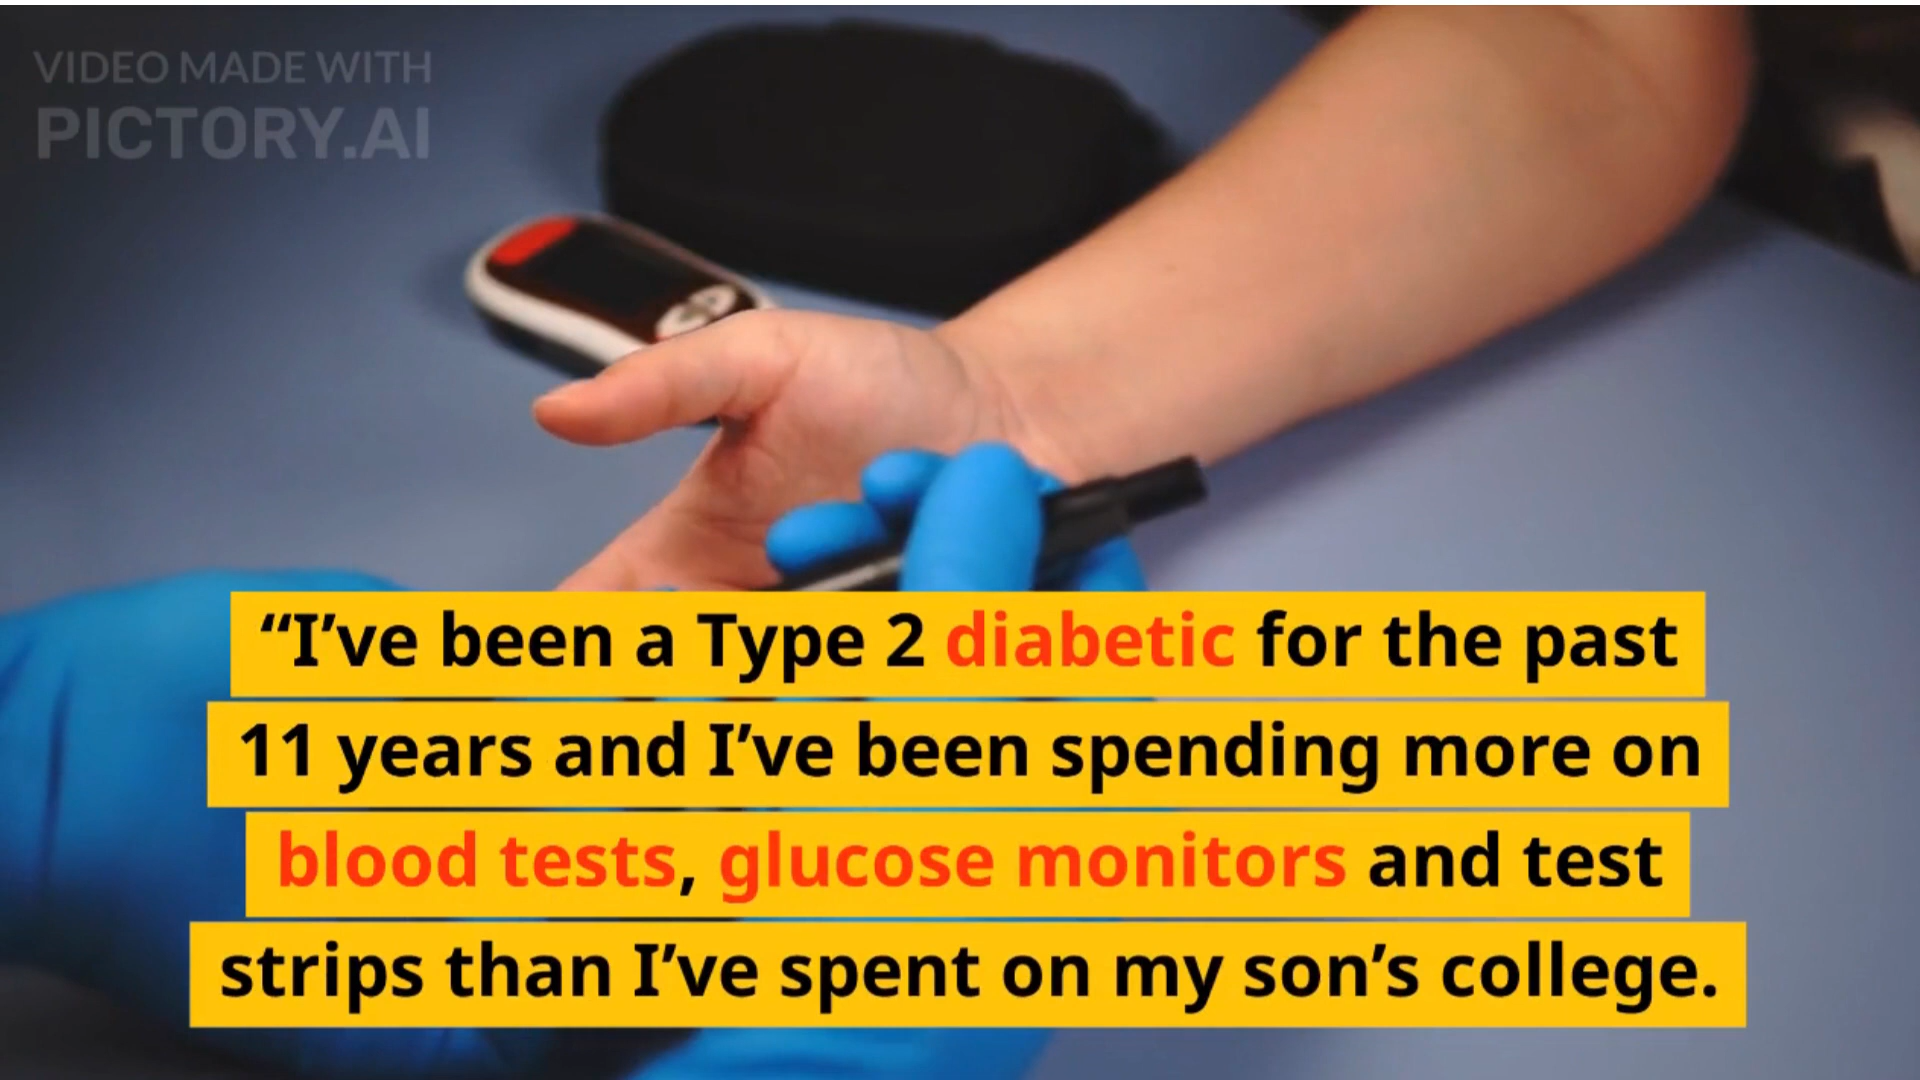 VIDEO MADE WITH
PICTORY.AI
“I’ve been a Type 2 diabetic for the past
11 years and I’ve been spending more on
blood tests, glucose monitors and test
strips than I’ve spent on my son’s college.